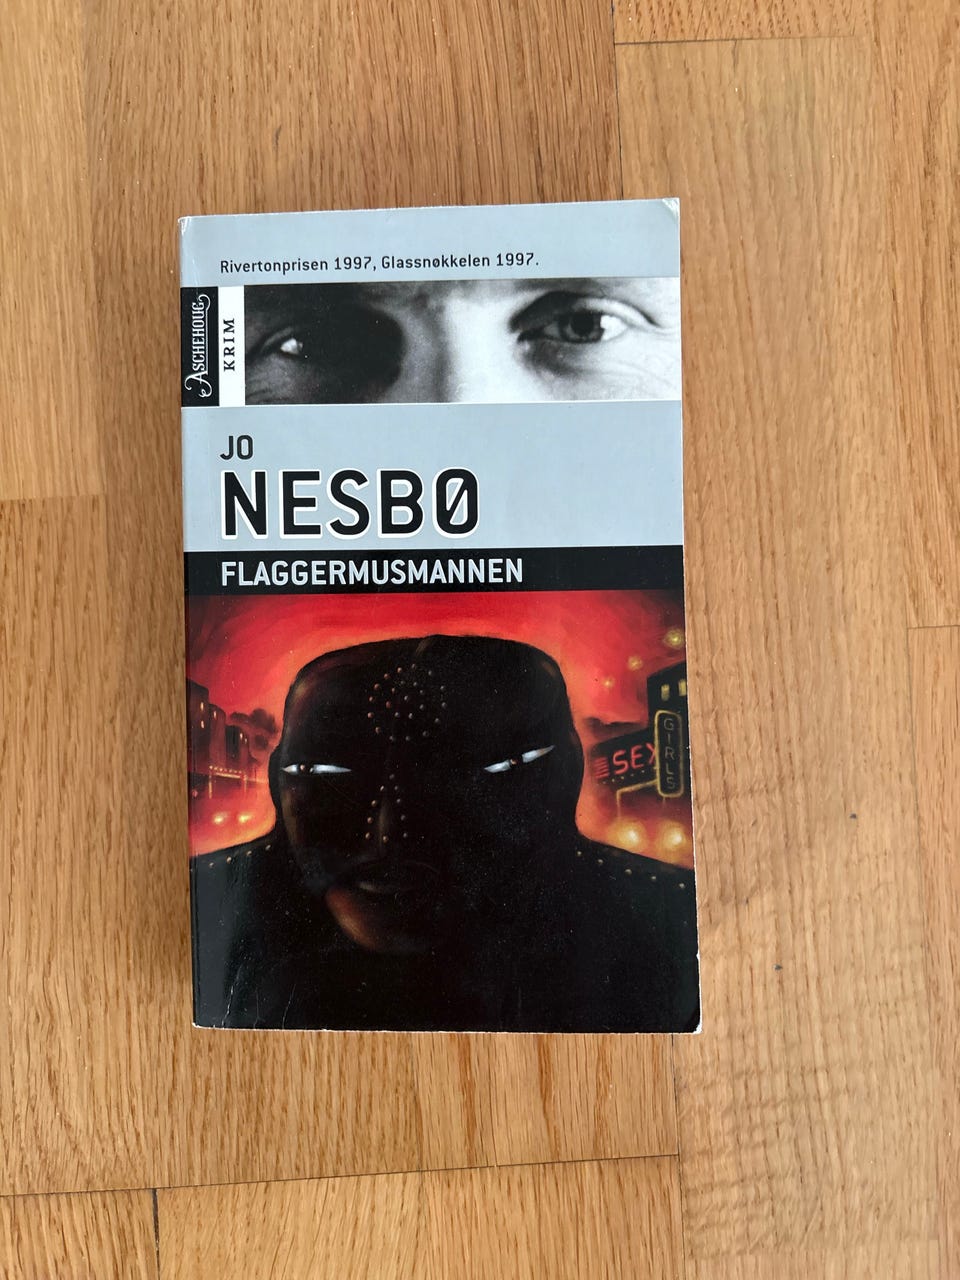 Rivertonprisen 1997, Glassnøkkelen 1997.
ASCHEHOUG
KRIM
JO
NESBØ
FLAGGERMUSMANNEN
SEX
GIRLS